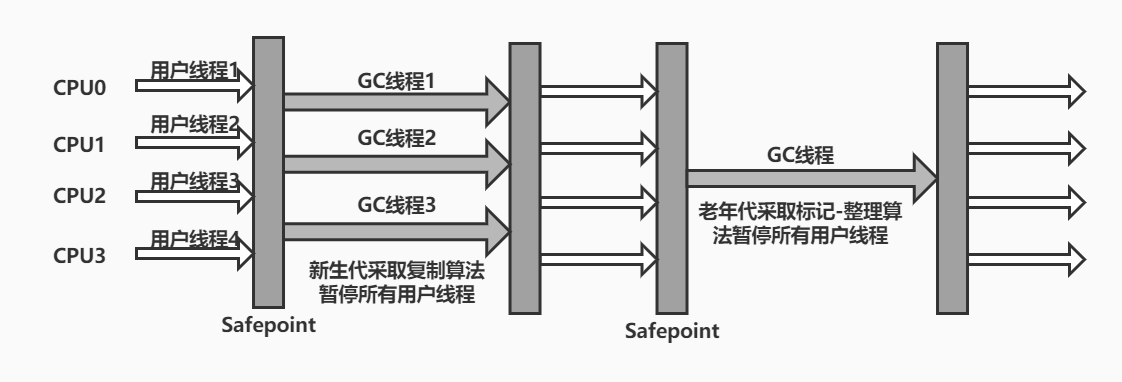 CPU0
用户线程1
CPU1
用户线程2
CPU2
用户线程3
CPU3
用户线程4
Safepoint
GC线程1
GC线程2
GC线程3
新生代采取复制算法
暂停所有用户线程
Safepoint
GC线程
老年代采取标记-整理算
法暂停所有用户线程